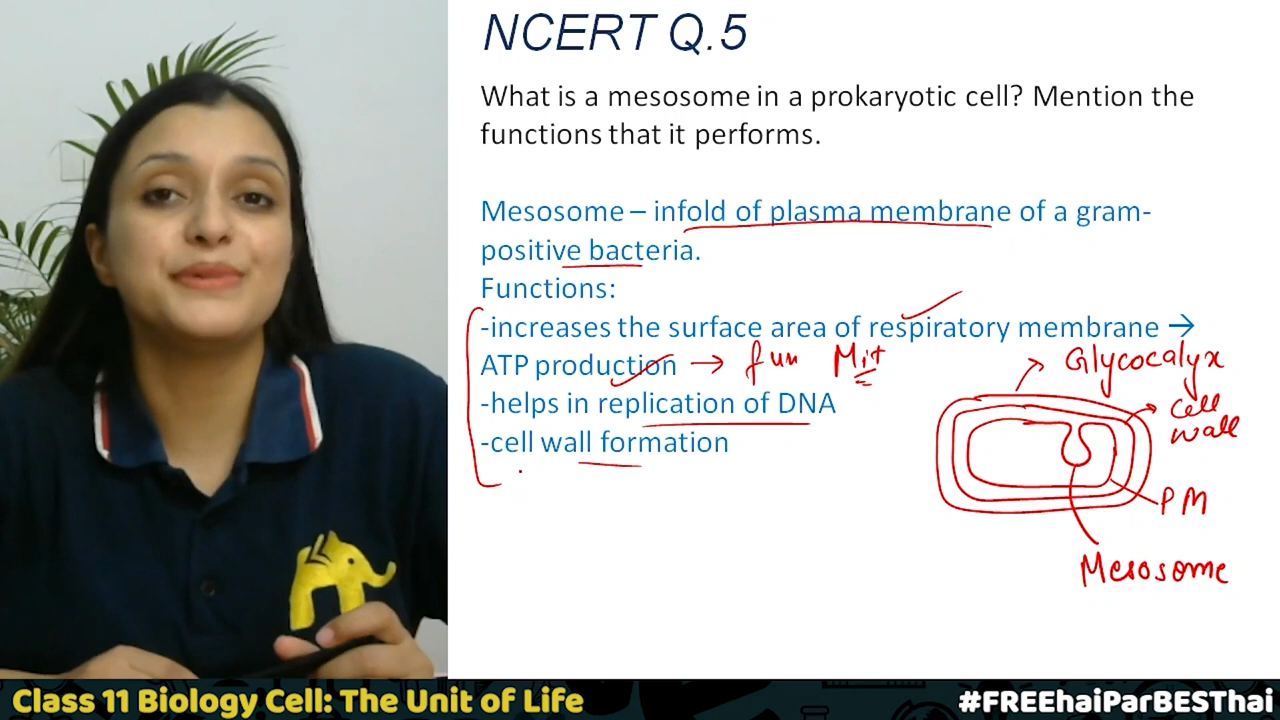 NCERT Q.5
What is a mesosome in a prokaryotic cell? Mention the
functions that it performs.
Mesosome – infold of plasma membrane of a gram-
positive bacteria.
Functions:
-increases the surface area of respiratory membrane →
ATP production → fun Mit
-helps in replication of DNA
-cell wall formation
Glycocalyx
cell
wall
PM
Mesosome
Class 11 Biology Cell: The Unit of Life
#FREEhaiParBESThai